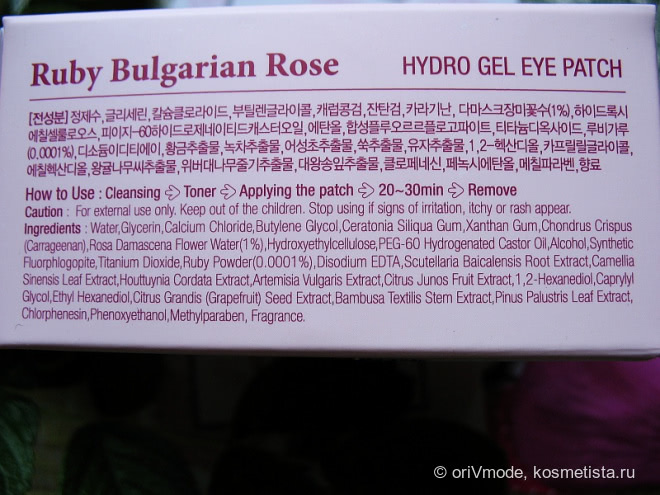 Ruby Bulgarian Rose HYDRO GEL EYE PATCH
[전성분] 정제수,글리세린,칼슘클로라이드,부틸렌글라이콜,캐럽콩검,잔탄검,카라기난, 다마스크장미꽃수(1%),하이드록시
에칠셀룰로오스, 피이지-60하이드로제네이티드캐스터오일,에탄올,합성플루오르르플로고파이트,티타늄디옥사이드,루비가루
(0.0001%),디소듐이디티에이,황금추출물,녹차추출물,어성초추출물,쑥추출물,유자추출물,1,2-헥산디올,카프릴릴글라이콜,
에칠헥산디올,왕귤나무씨추출물,위버대나무줄기추출물,대왕송잎추출물,클로페네신,페녹시에탄올,메칠파라벤,향료
How to Use : Cleansing ➩ Toner ➩ Applying the patch ➩ 20~30min ➩ Remove
Caution : For external use only. Keep out of the children. Stop using if signs of irritation, itchy or rash appear.
Ingredients : Water,Glycerin,Calcium Chloride,Butylene Glycol,Ceratonia Siliqua Gum,Xanthan Gum,Chondrus Crispus
(Carrageenan),Rosa Damascena Flower Water(1%),Hydroxyethylcellulose,PEG-60 Hydrogenated Castor Oil,Alcohol,Synthetic
Fluorphlogopite,Titanium Dioxide,Ruby Powder(0.0001%),Disodium EDTA,Scutellaria Baicalensis Root Extract,Camellia
Sinensis Leaf Extract,Houttuynia Cordata Extract,Artemisia Vulgaris Extract,Citrus Junos Fruit Extract,1,2-Hexanediol,Caprylyl
Glycol,Ethyl Hexanediol,Citrus Grandis (Grapefruit) Seed Extract,Bambusa Textilis Stem Extract,Pinus Palustris Leaf Extract,
Chlorphenesin,Phenoxyethanol,Methylparaben, Fragrance.
© oriVmode, kosmetista.ru